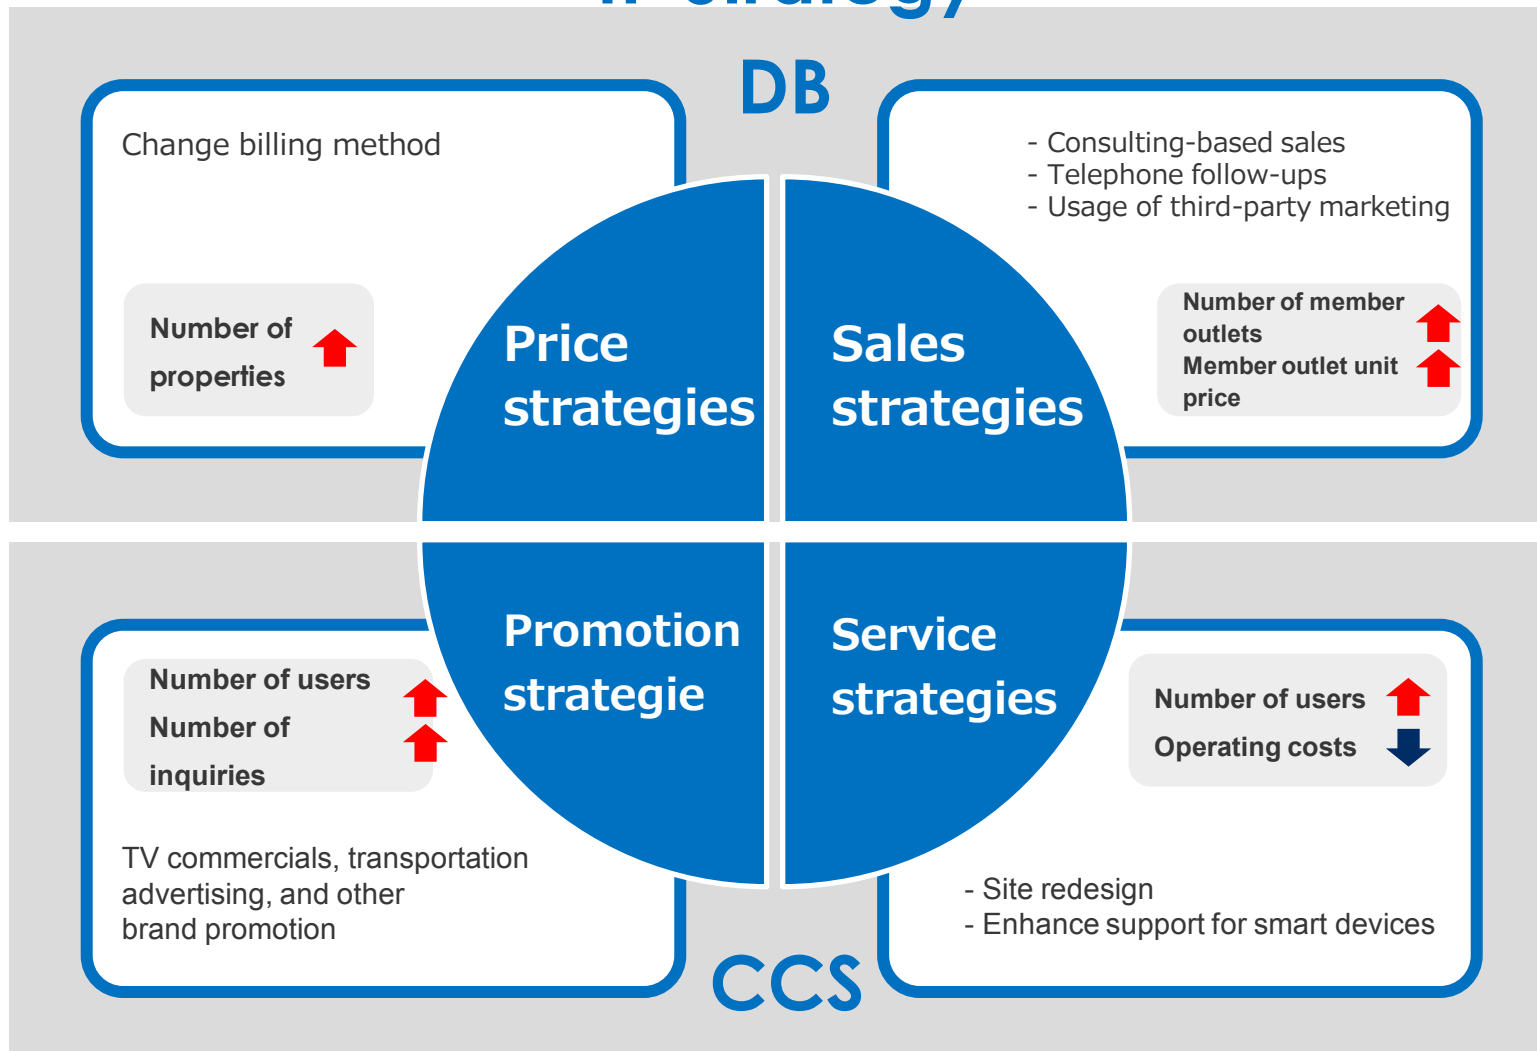 strategy
DB
Change billing method
Number of
properties
Price
strategies
- Consulting-based sales
- Telephone follow-ups
- Usage of third-party marketing
Number of member
outlets
Member outlet unit
price
Sales
strategies
Number of users
Number of
inquiries
TV commercials, transportation
advertising, and other
brand promotion
Promotion
strategie
Service
strategies
Number of users
Operating costs
- Site redesign
- Enhance support for smart devices
CCS